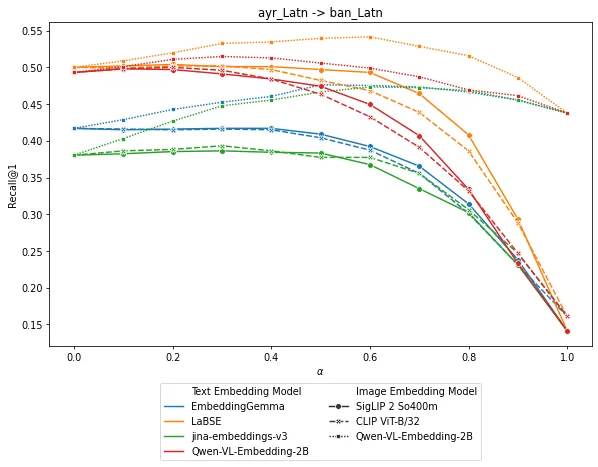 ayr_Latn -> ban_Latn
Recall@1
0.55
0.50
0.45
0.40
0.35
0.30
0.25
0.20
0.15
0.0 0.2 0.4 0.6 0.8 1.0
α
Text Embedding Model
EmbeddingGemma
LaBSE
jina-embeddings-v3
Qwen-VL-Embedding-2B
Image Embedding Model
SigLIP 2 So400m
CLIP ViT-B/32
Qwen-VL-Embedding-2B